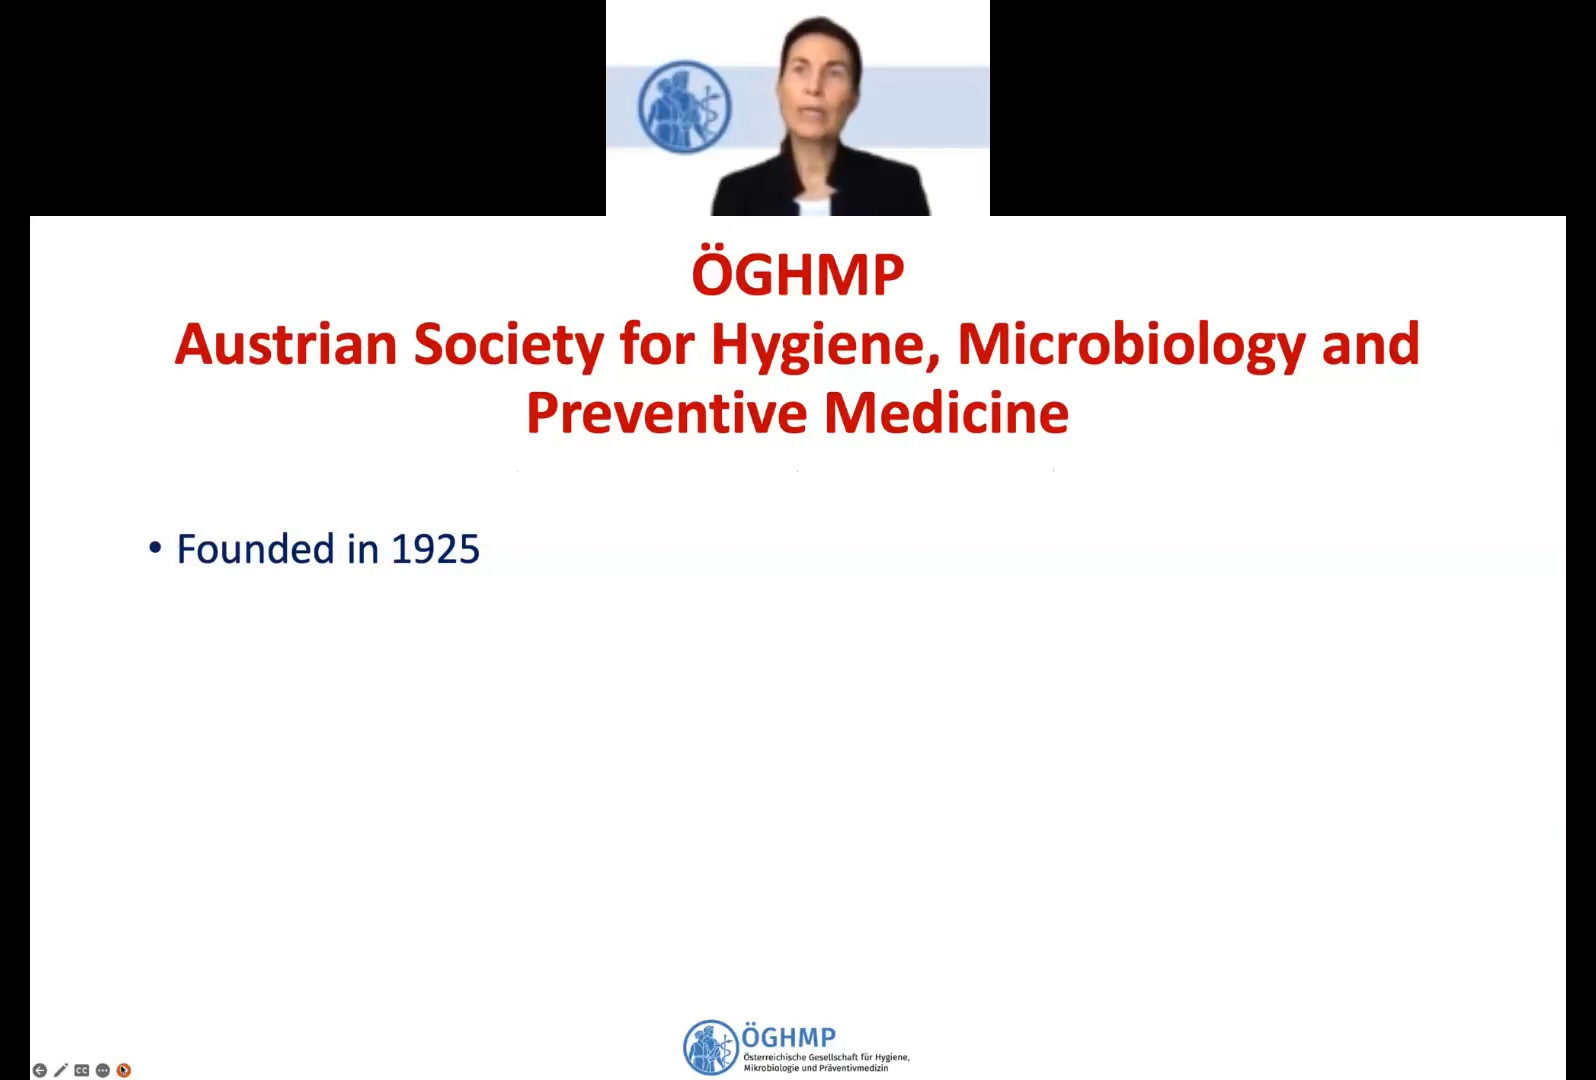 ÖGHMP
Austrian Society for Hygiene, Microbiology and
Preventive Medicine
• Founded in 1925
ÖGHMP
Österreichische Gesellschaft für Hygiene,
Mikrobiologie und Präventivmedizin
CC